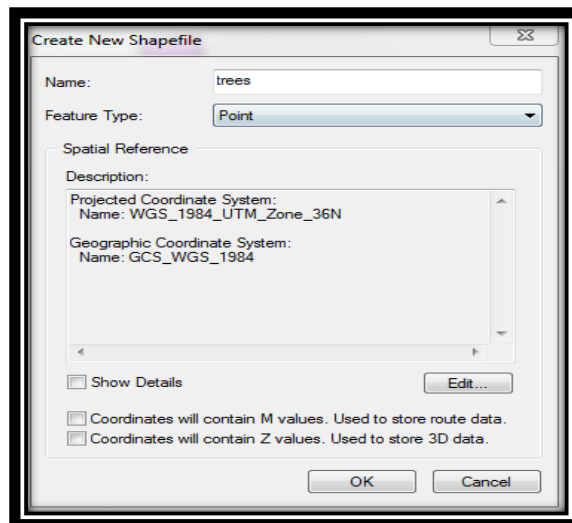 Create New Shapefile
Name: trees
Feature Type: Point
Spatial Reference
Description:
Projected Coordinate System:
Name: WGS_1984_UTM_Zone_36N
Geographic Coordinate System:
Name: GCS_WGS_1984
Show Details
Edit...
Coordinates will contain M values. Used to store route data.
Coordinates will contain Z values. Used to store 3D data.
OK Cancel